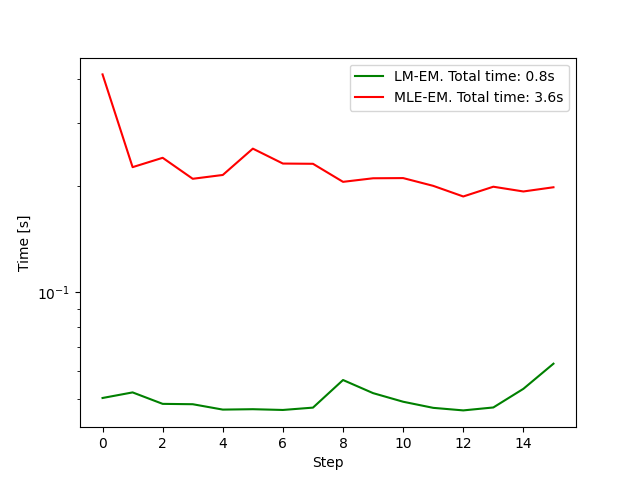 LM-EM. Total time: 0.8s
MLE-EM. Total time: 3.6s
Time [s]
10⁻¹
0 2 4 6 8 10 12 14
Step